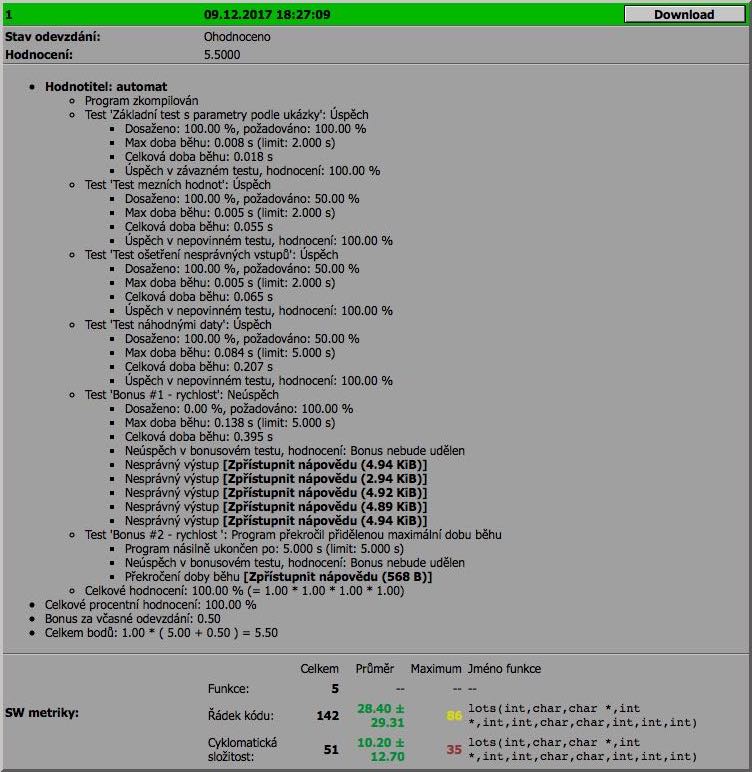 1 09.12.2017 18:27:09 Download
Stav odevzdání: Ohodnoceno
Hodnocení: 5.5000
Hodnotitel: automat
Program zkompilován
Test 'Základní test s parametry podle ukázky': Úspěch
Dosaženo: 100.00 %, požadováno: 100.00 %
Max doba běhu: 0.008 s (limit: 2.000 s)
Celková doba běhu: 0.018 s
Úspěch v závazném testu, hodnocení: 100.00 %
Test 'Test mezních hodnot': Úspěch
Dosaženo: 100.00 %, požadováno: 50.00 %
Max doba běhu: 0.005 s (limit: 2.000 s)
Celková doba běhu: 0.055 s
Úspěch v nepovinném testu, hodnocení: 100.00 %
Test 'Test ošetření nesprávných vstupů': Úspěch
Dosaženo: 100.00 %, požadováno: 50.00 %
Max doba běhu: 0.005 s (limit: 2.000 s)
Celková doba běhu: 0.065 s
Úspěch v nepovinném testu, hodnocení: 100.00 %
Test 'Test náhodnými daty': Úspěch
Dosaženo: 100.00 %, požadováno: 50.00 %
Max doba běhu: 0.084 s (limit: 5.000 s)
Celková doba běhu: 0.207 s
Úspěch v nepovinném testu, hodnocení: 100.00 %
Test 'Bonus #1 - rychlost': Neúspěch
Dosaženo: 0.00 %, požadováno: 100.00 %
Max doba běhu: 0.138 s (limit: 5.000 s)
Celková doba běhu: 0.395 s
Neúspěch v bonusovém testu, hodnocení: Bonus nebude udělen
Nesprávný výstup [Zpřístupnit nápovědu (4.94 KiB)]
Nesprávný výstup [Zpřístupnit nápovědu (2.94 KiB)]
Nesprávný výstup [Zpřístupnit nápovědu (4.92 KiB)]
Nesprávný výstup [Zpřístupnit nápovědu (4.89 KiB)]
Nesprávný výstup [Zpřístupnit nápovědu (4.94 KiB)]
Test 'Bonus #2 - rychlost ': Program překročil přidělenou maximální dobu běhu
Program násilně ukončen po: 5.000 s (limit: 5.000 s)
Neúspěch v bonusovém testu, hodnocení: Bonus nebude udělen
Překročení doby běhu [Zpřístupnit nápovědu (568 B)]
Celkové hodnocení: 100.00 % (= 1.00 * 1.00 * 1.00 * 1.00)
Celkové procentní hodnocení: 100.00 %
Bonus za včasné odevzdání: 0.50
Celkem bodů: 1.00 * ( 5.00 + 0.50 ) = 5.50
SW metriky:
Celkem Průměr Maximum Jméno funkce
Funkce: 5 -- -- --
Řádek kódu: 142 28.40 ± 29.31 86 lots(int,char,char *,int
*,int,int,char,char,int,int,int)
Cyklomatická složitost: 51 10.20 ± 12.70 35 lots(int,char,char *,int
*,int,int,char,char,int,int,int)